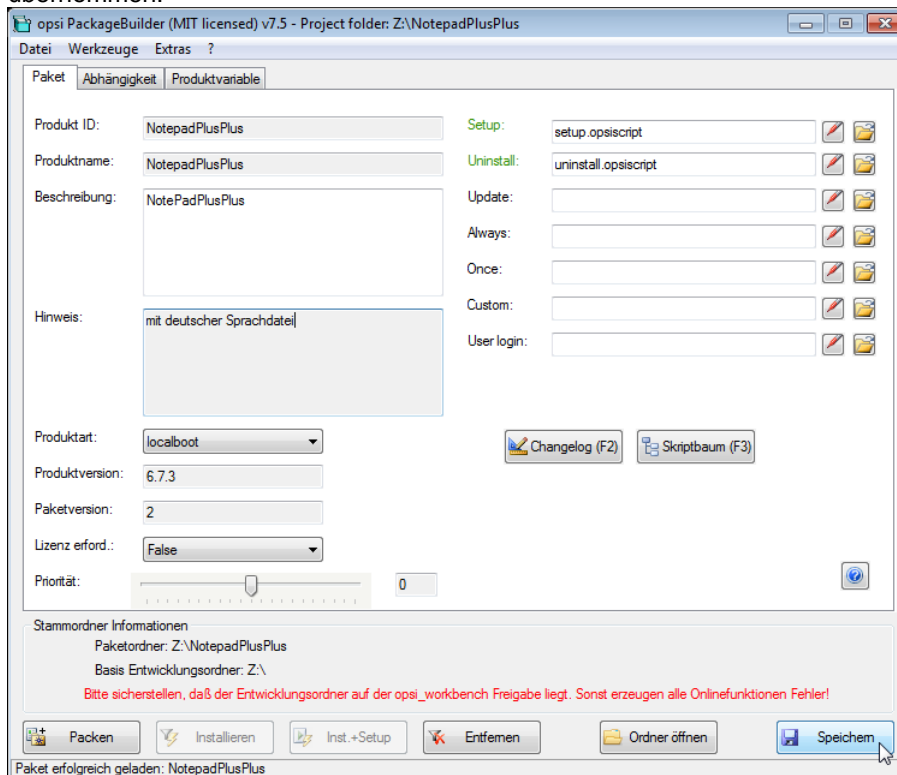 übernommen.
opsi PackageBuilder (MIT licensed) v7.5 - Project folder: Z:\NotepadPlusPlus
Datei Werkzeuge Extras ?
Paket Abhängigkeit Produktvariable
Produkt ID: NotepadPlusPlus
Produktname: NotepadPlusPlus
Beschreibung: NotePadPlusPlus
Hinweis: mit deutscher Sprachdatei
Produktart: localboot
Produktversion: 6.7.3
Paketversion: 2
Lizenz erford.: False
Priorität: 0
Setup: setup.opsiscript
Uninstall: uninstall.opsiscript
Update:
Always:
Once:
Custom:
User login:
Changelog (F2) Skriptbaum (F3)
Stammordner Informationen
Paketordner: Z:\NotepadPlusPlus
Basis Entwicklungsordner: Z:\
Bitte sicherstellen, daß der Entwicklungsordner auf der opsi_workbench Freigabe liegt. Sonst erzeugen alle Onlinefunktionen Fehler!
Packen Installieren Inst.+Setup Entfernen Ordner öffnen Speichern
Paket erfolgreich geladen: NotepadPlusPlus